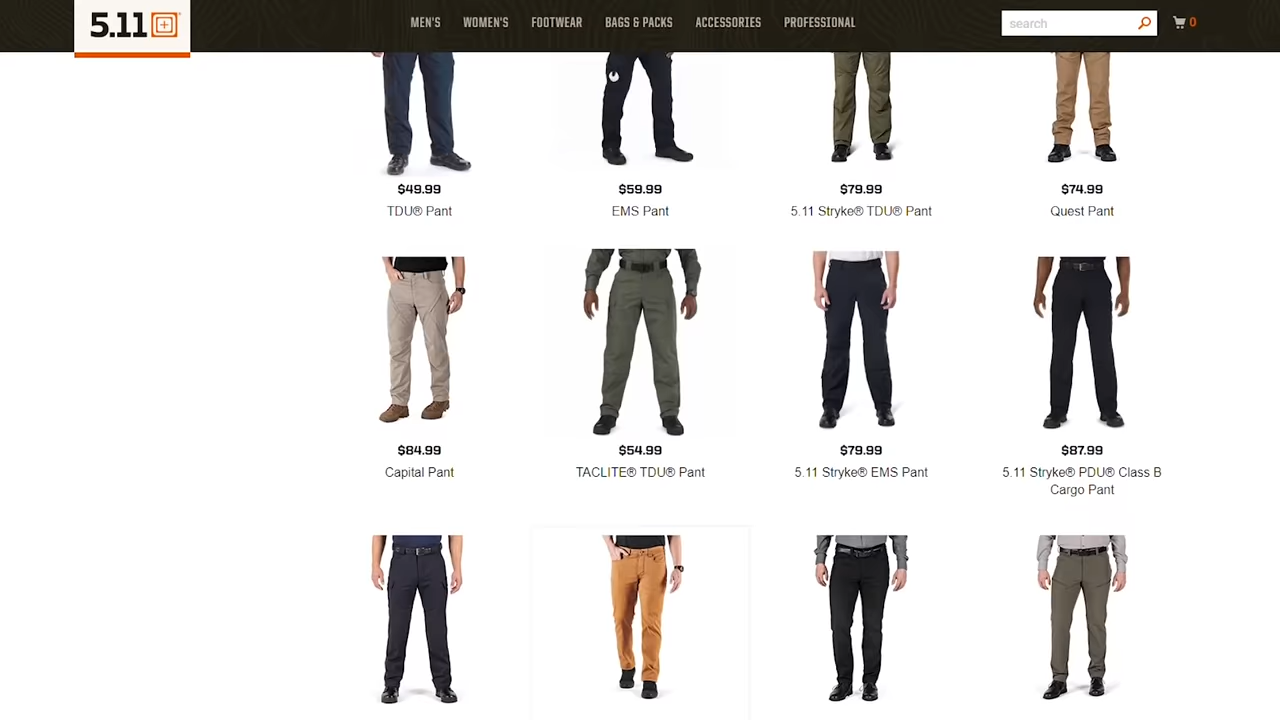 5.11
MEN'S
WOMEN'S
FOOTWEAR
BAGS & PACKS
ACCESSORIES
PROFESSIONAL
search
0
$49.99
TDU® Pant
$59.99
EMS Pant
$79.99
5.11 Stryke® TDU® Pant
$74.99
Quest Pant
$84.99
Capital Pant
$54.99
TACLITE® TDU® Pant
$79.99
5.11 Stryke® EMS Pant
$87.99
5.11 Stryke® PDU® Class B
Cargo Pant